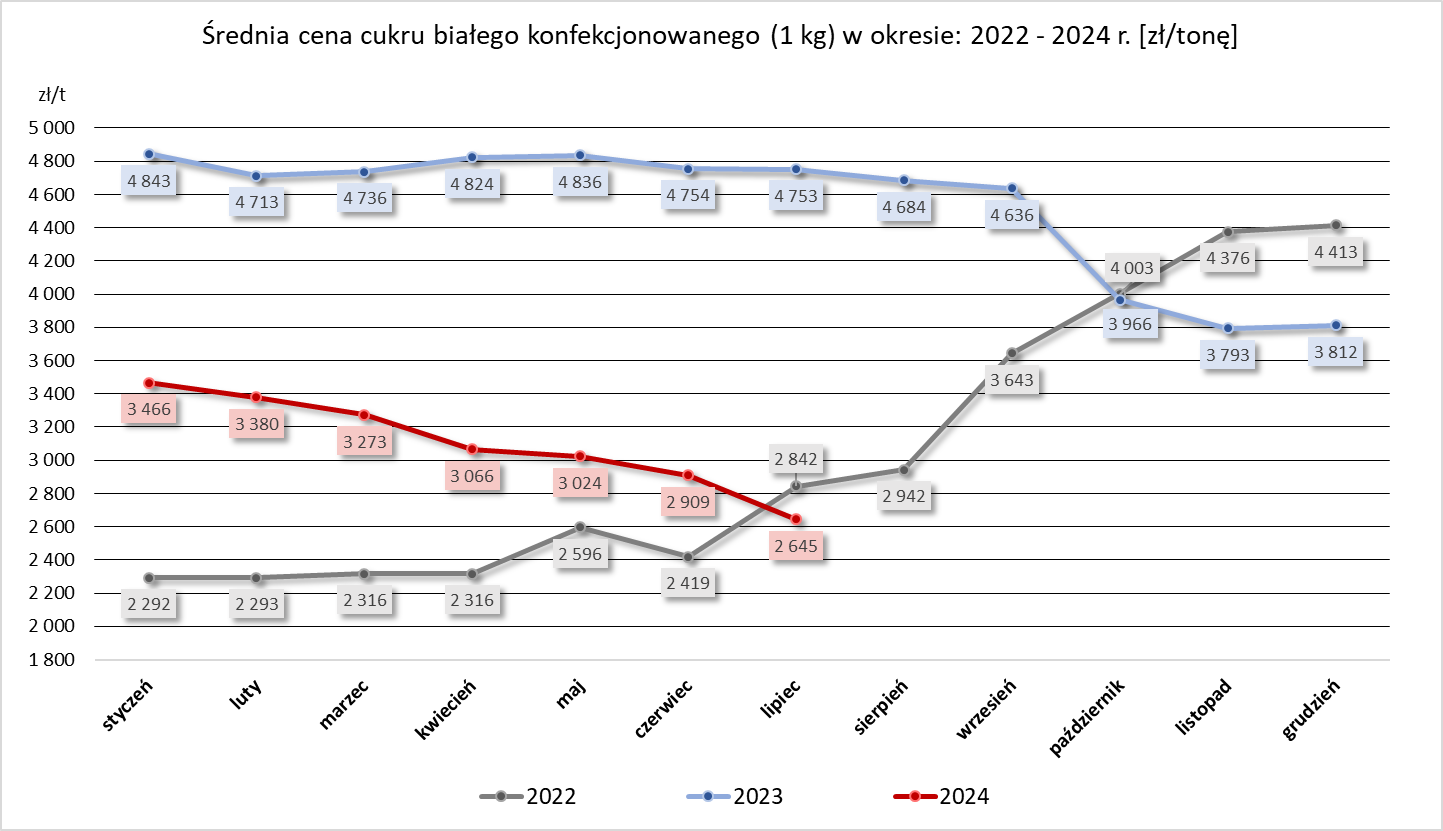 Średnia cena cukru białego konfekcjonowanego (1 kg) w okresie: 2022 - 2024 r. [zł/tonę]
zł/t
5 000
4 800
4 600
4 400
4 200
4 000
3 800
3 600
3 400
3 200
3 000
2 800
2 600
2 400
2 200
2 000
1 800
4 843 4 713 4 736 4 824 4 836 4 754 4 753 4 684 4 636 3 966 3 793 3 812
3 466 3 380 3 273 3 066 3 024 2 909 2 645
2 292 2 293 2 316 2 316 2 596 2 419 2 842 2 942 3 643 4 003 4 376 4 413
styczeń luty marzec kwiecień maj czerwiec lipiec sierpień wrzesień październik listopad grudzień
2022 2023 2024